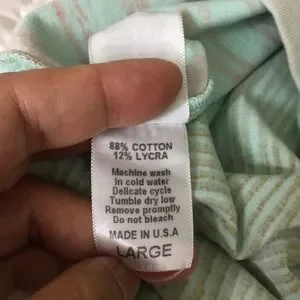 88% COTTON
12% LYCRA
Machine wash
in cold water
Delicate cycle
Tumble dry low
Remove promptly
Do not bleach
MADE IN U.S.A
LARGE